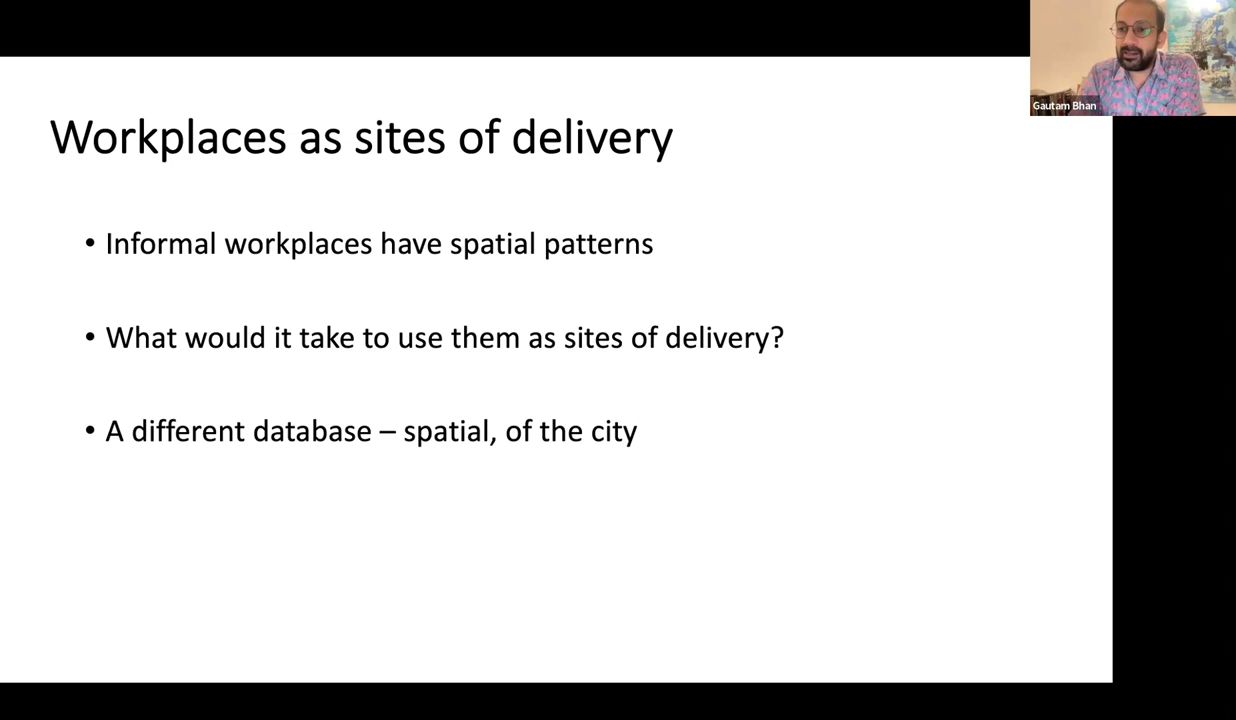 Gautam Bhan
Workplaces as sites of delivery
• Informal workplaces have spatial patterns
• What would it take to use them as sites of delivery?
• A different database – spatial, of the city